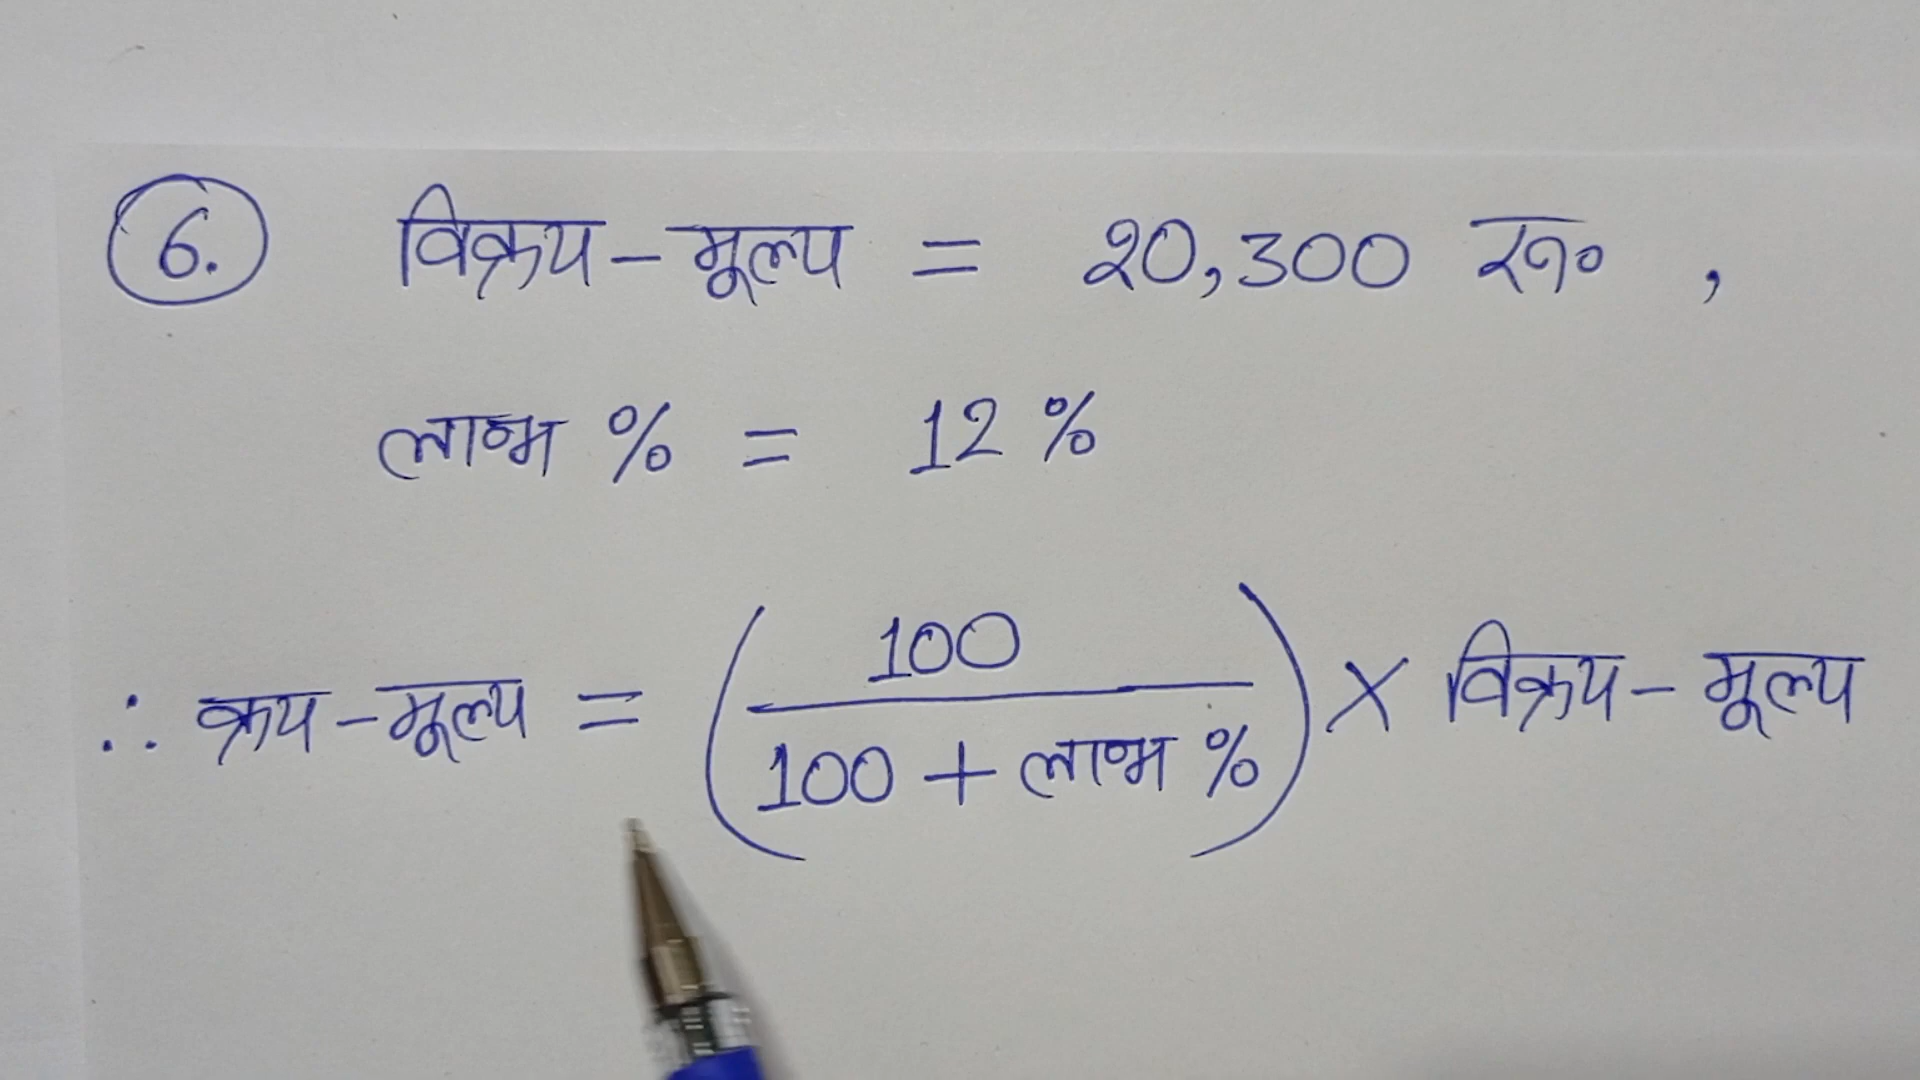 6. विक्रय-मूल्य = 20,300 रू० ,
लाभ % = 12 %
∴ क्रय-मूल्य = ( 100 / 100 + लाभ % ) × विक्रय-मूल्य